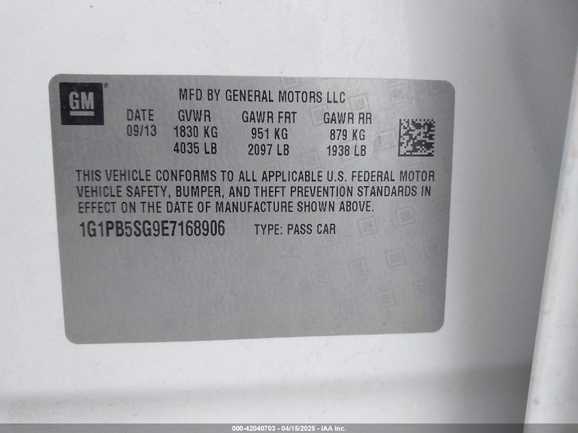 GM ®
MFD BY GENERAL MOTORS LLC
DATE GVWR GAWR FRT GAWR RR
09/13 1830 KG 951 KG 879 KG
4035 LB 2097 LB 1938 LB
THIS VEHICLE CONFORMS TO ALL APPLICABLE U.S. FEDERAL MOTOR
VEHICLE SAFETY, BUMPER, AND THEFT PREVENTION STANDARDS IN
EFFECT ON THE DATE OF MANUFACTURE SHOWN ABOVE.
1G1PB5SG9E7168906 TYPE: PASS CAR
000-42040703 - 04/15/2025 - IAA Inc.